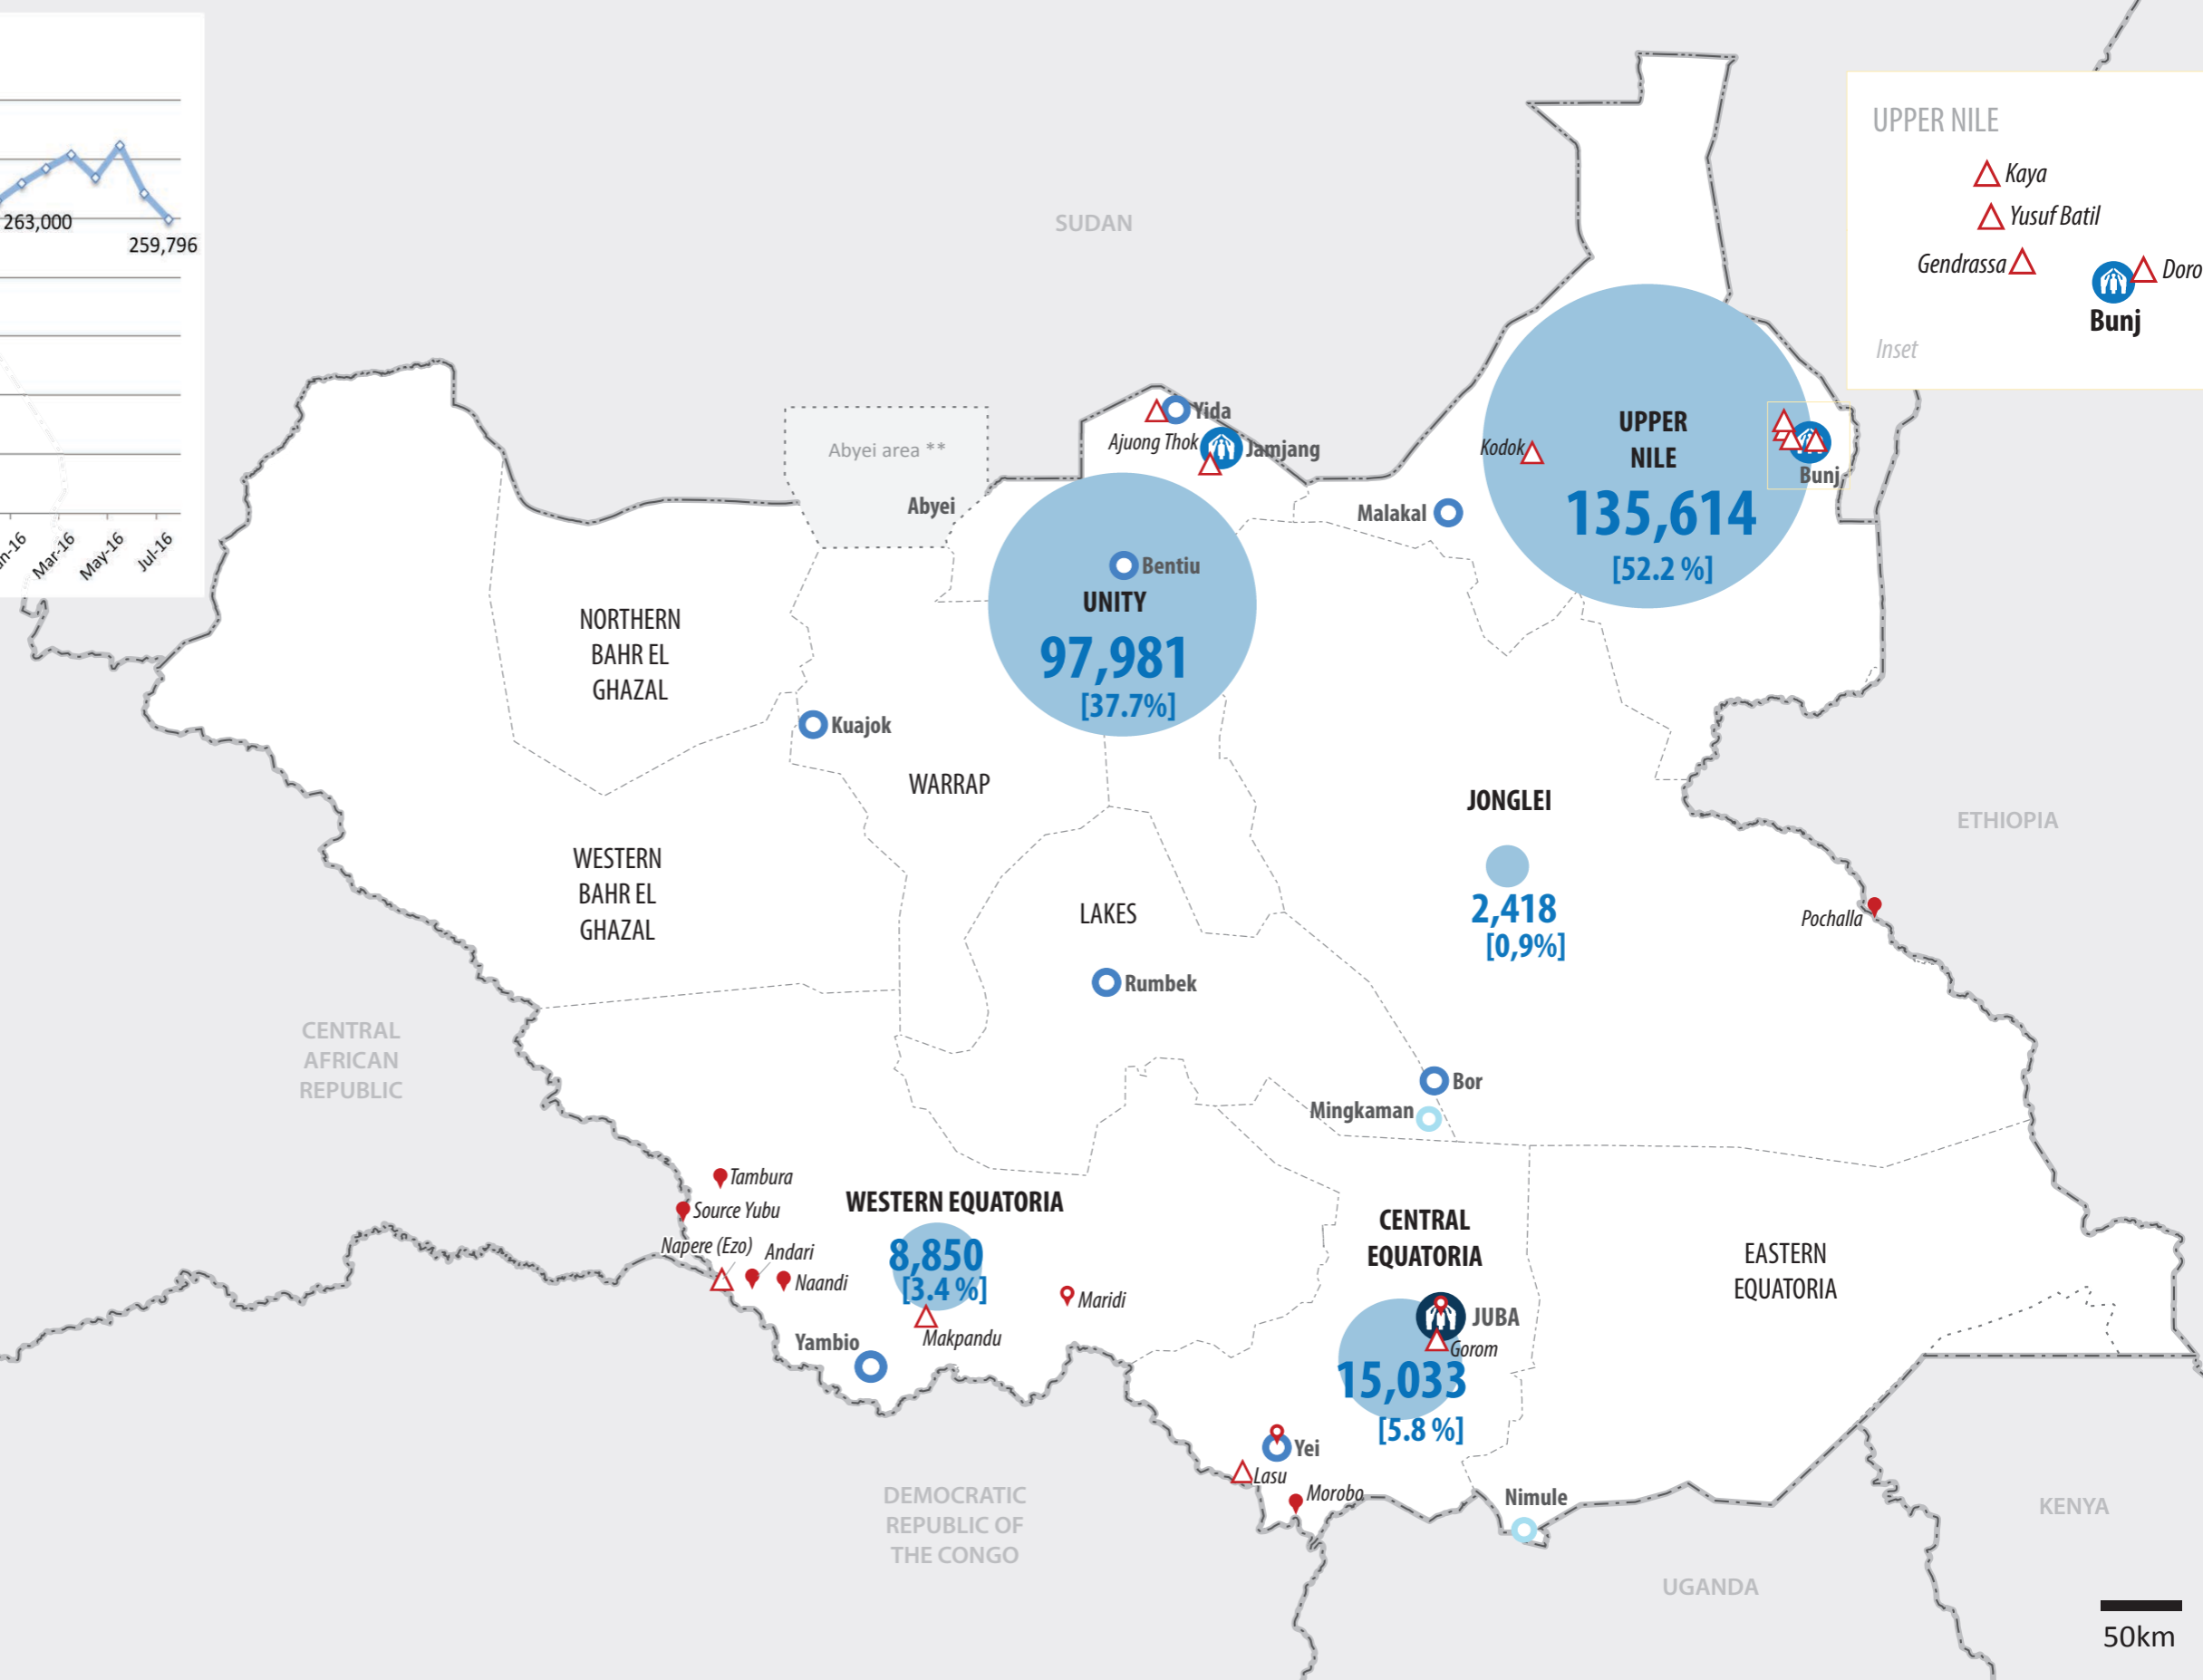 263,000
259,796
Mar-16
May-16
Jul-16
UPPER NILE
Kaya
Yusuf Batil
Gendrassa
Doro
Bunj
Inset
SUDAN
Yida
Ajuong Thok
Jamjang
Abyei area **
Abyei
Kodok
UPPER
NILE
135,614
[52.2 %]
Bunj
Malakal
Bentiu
UNITY
97,981
[37.7%]
NORTHERN
BAHR EL
GHAZAL
Kuajok
WARRAP
JONGLEI
2,418
[0,9%]
ETHIOPIA
WESTERN
BAHR EL
GHAZAL
LAKES
Rumbek
Pochalla
CENTRAL
AFRICAN
REPUBLIC
Bor
Mingkaman
Tambura
Source Yubu
Napere (Ezo)
Andari
Naandi
WESTERN EQUATORIA
8,850
[3.4 %]
Makpandu
Maridi
Yambio
CENTRAL
EQUATORIA
JUBA
Gorom
15,033
[5.8 %]
EASTERN
EQUATORIA
Yei
Lasu
Morobo
Nimule
DEMOCRATIC
REPUBLIC OF
THE CONGO
UGANDA
KENYA
50km